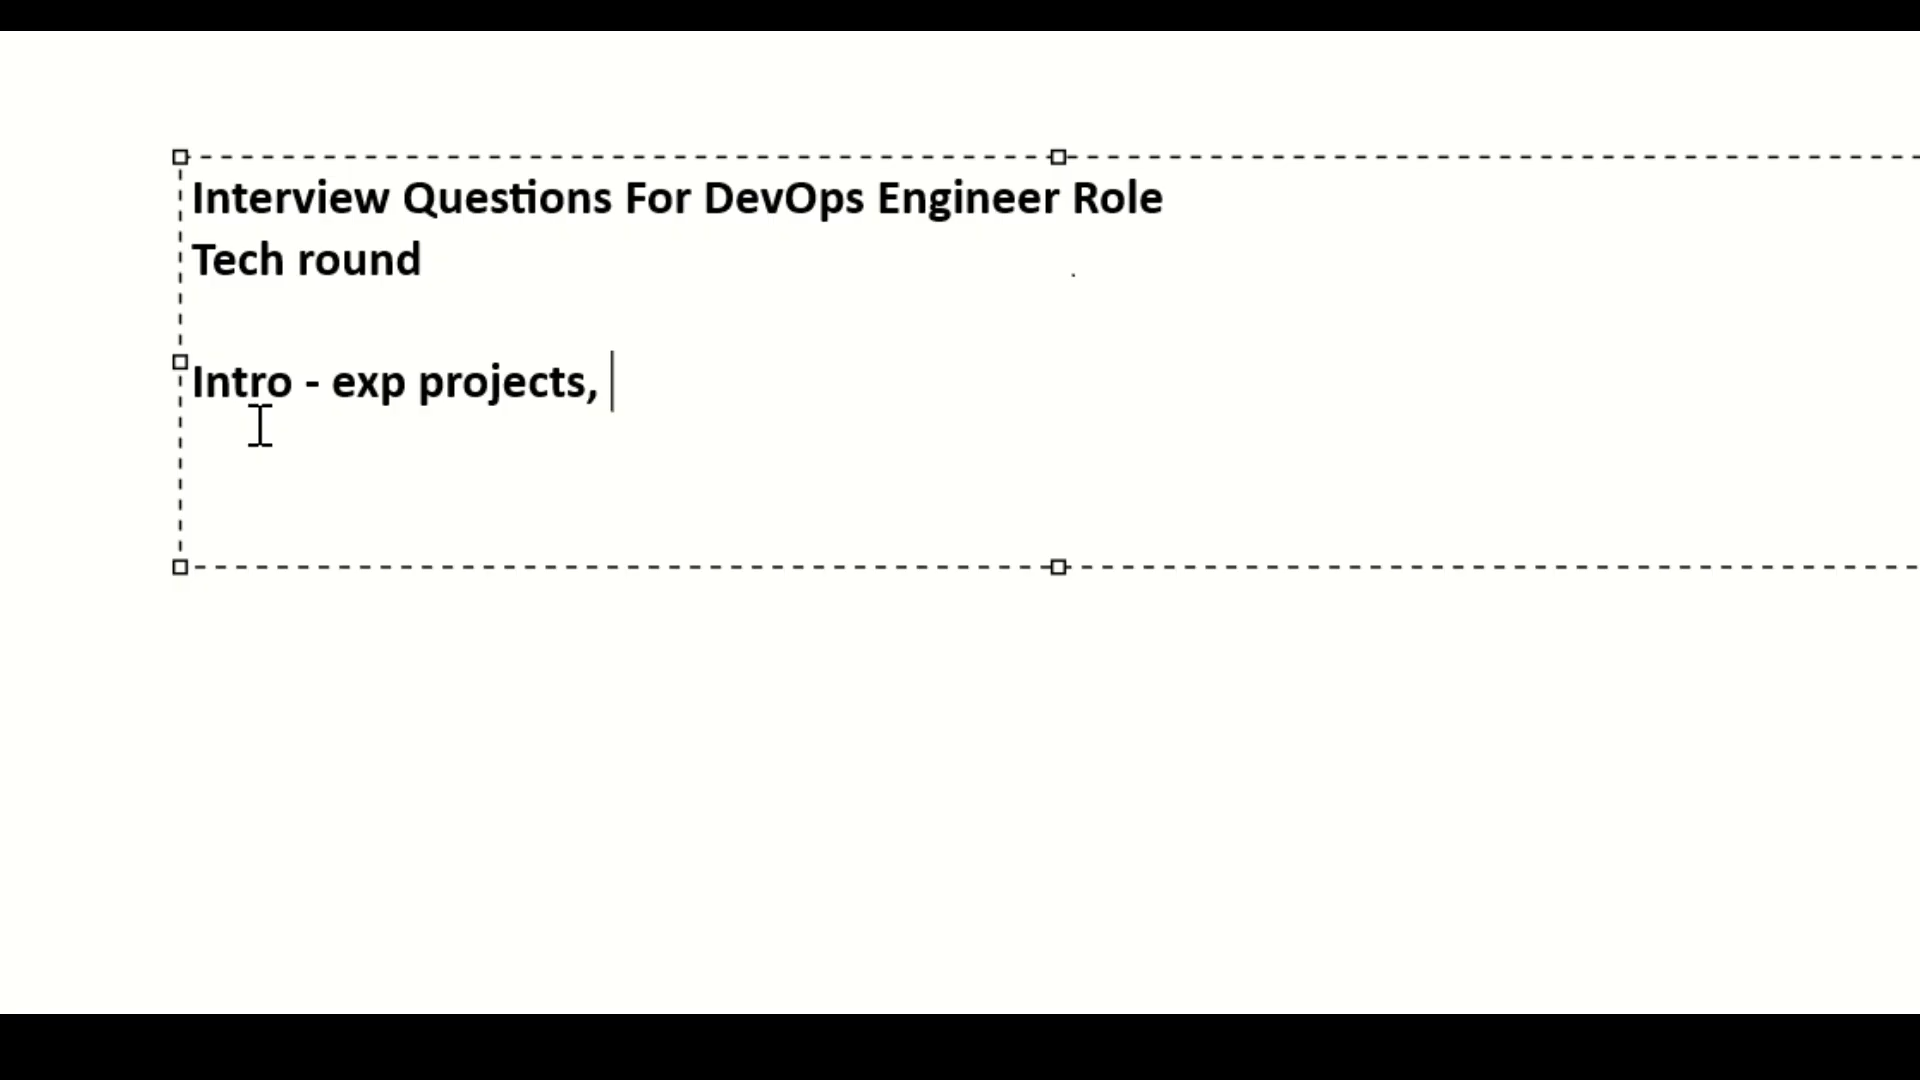 Interview Questions For DevOps Engineer Role
Tech round
Intro - exp projects,